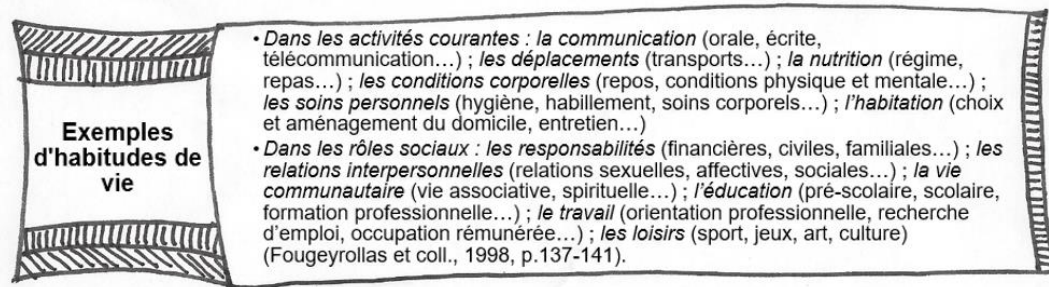 Exemples
d'habitudes de
vie
• Dans les activités courantes : la communication (orale, écrite,
télécommunication…) ; les déplacements (transports…) ; la nutrition (régime,
repas…) ; les conditions corporelles (repos, conditions physique et mentale…) ;
les soins personnels (hygiène, habillement, soins corporels…) ; l'habitation (choix
et aménagement du domicile, entretien…)
• Dans les rôles sociaux : les responsabilités (financières, civiles, familiales…) ; les
relations interpersonnelles (relations sexuelles, affectives, sociales…) ; la vie
communautaire (vie associative, spirituelle…) ; l'éducation (pré-scolaire, scolaire,
formation professionnelle…) ; le travail (orientation professionnelle, recherche
d'emploi, occupation rémunérée…) ; les loisirs (sport, jeux, art, culture)
(Fougeyrollas et coll., 1998, p.137-141).